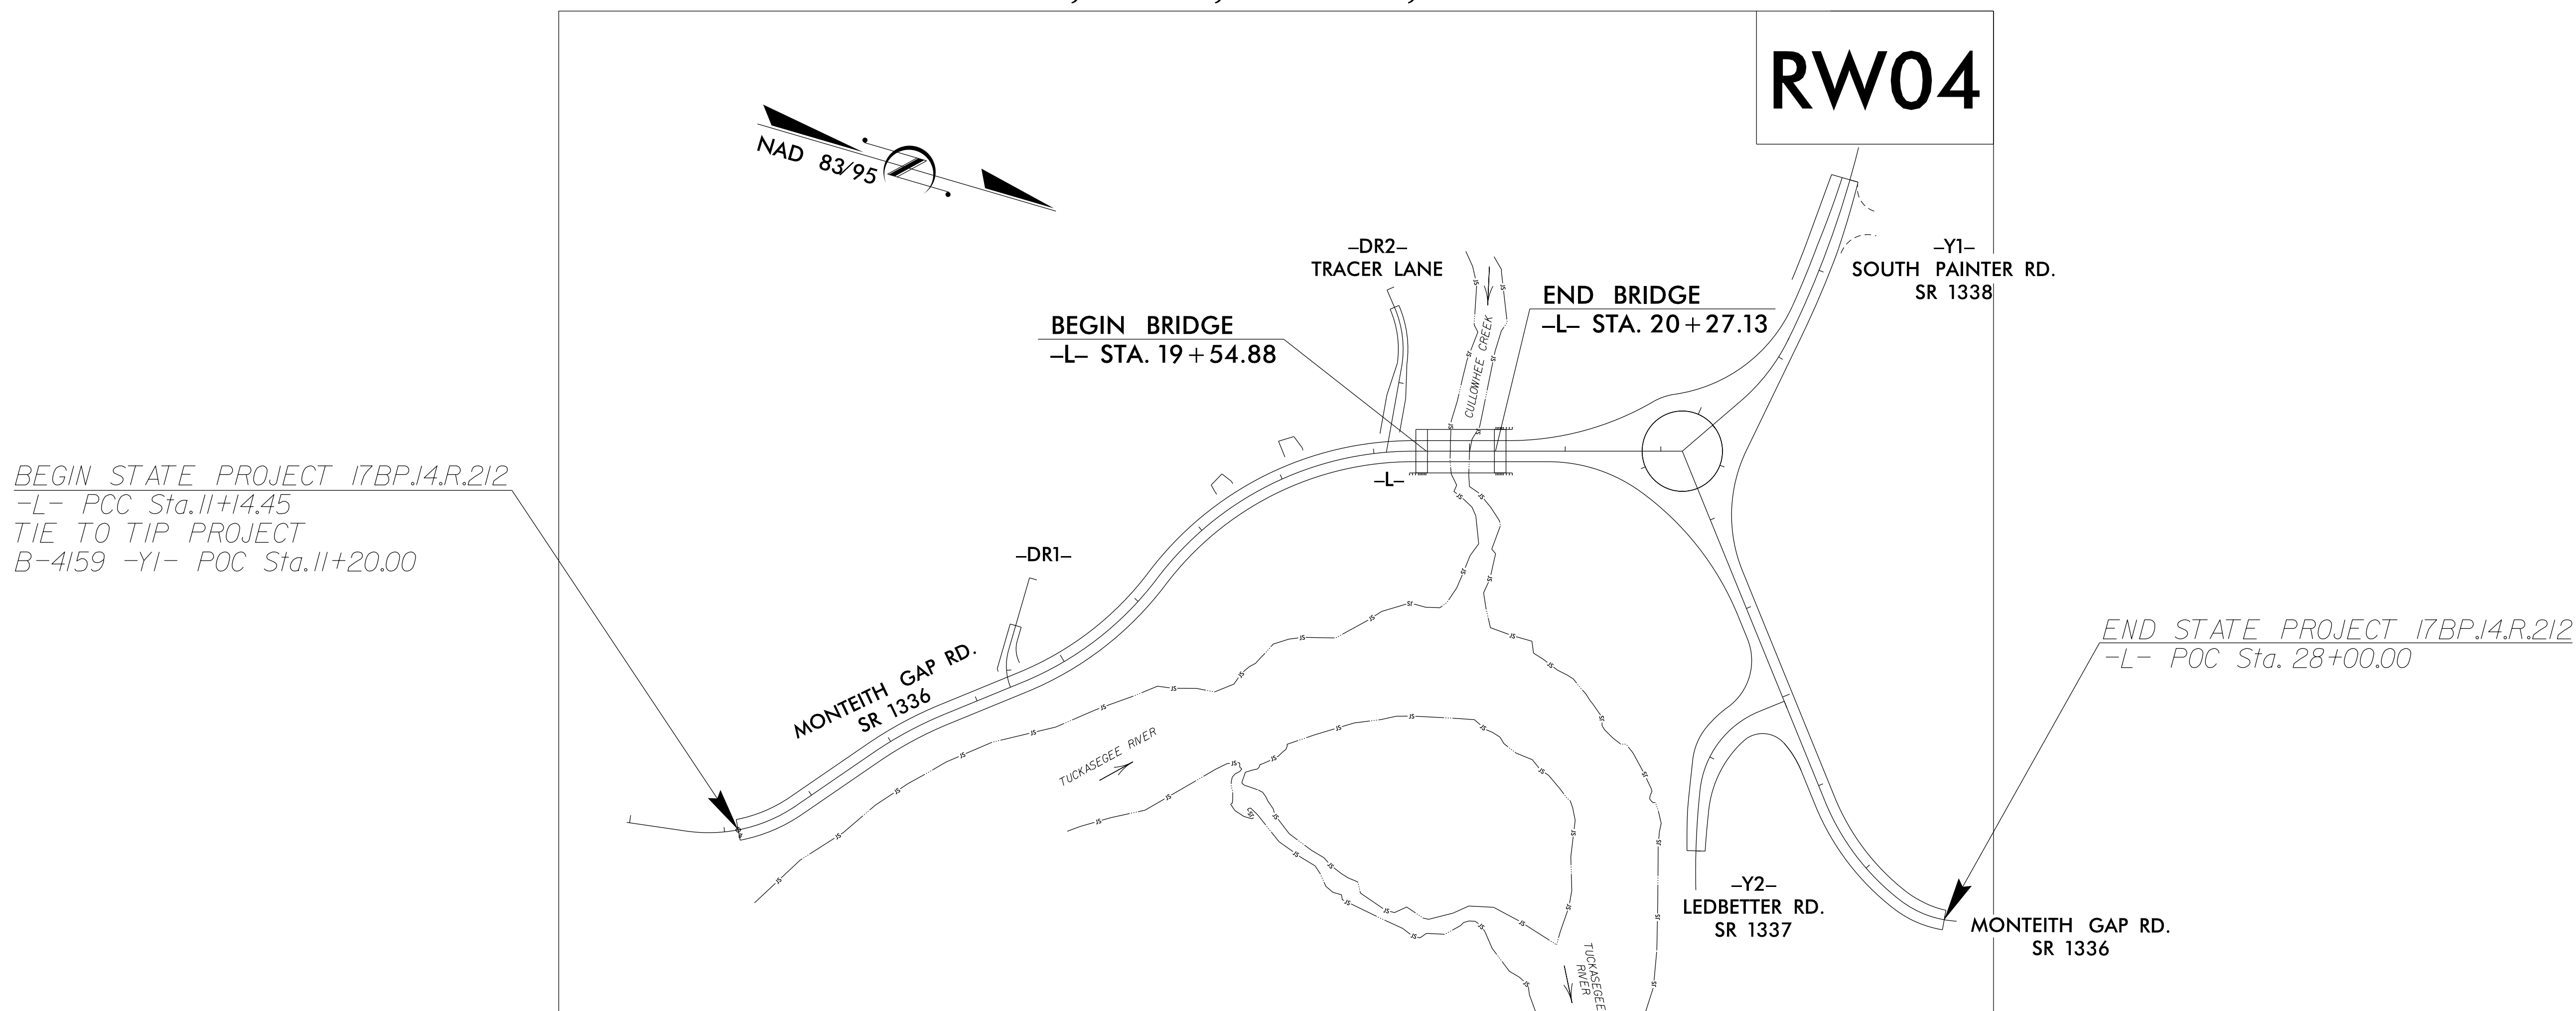 RW04
NAD 83/95
–DR2–
TRACER LANE
–Y1–
SOUTH PAINTER RD.
SR 1338
BEGIN BRIDGE
–L– STA. 19+54.88
END BRIDGE
–L– STA. 20+27.13
CULLOWHEE CREEK
BEGIN STATE PROJECT 17BP.14.R.212
-L- PCC Sta.11+14.45
TIE TO TIP PROJECT
B-4159 -Y1- POC Sta.11+20.00
–L–
–DR1–
MONTEITH GAP RD.
SR 1336
TUCKASEGEE RIVER
END STATE PROJECT 17BP.14.R.212
-L- POC Sta. 28+00.00
–Y2–
LEDBETTER RD.
SR 1337
MONTEITH GAP RD.
SR 1336
TUCKASEGEE
RIVER